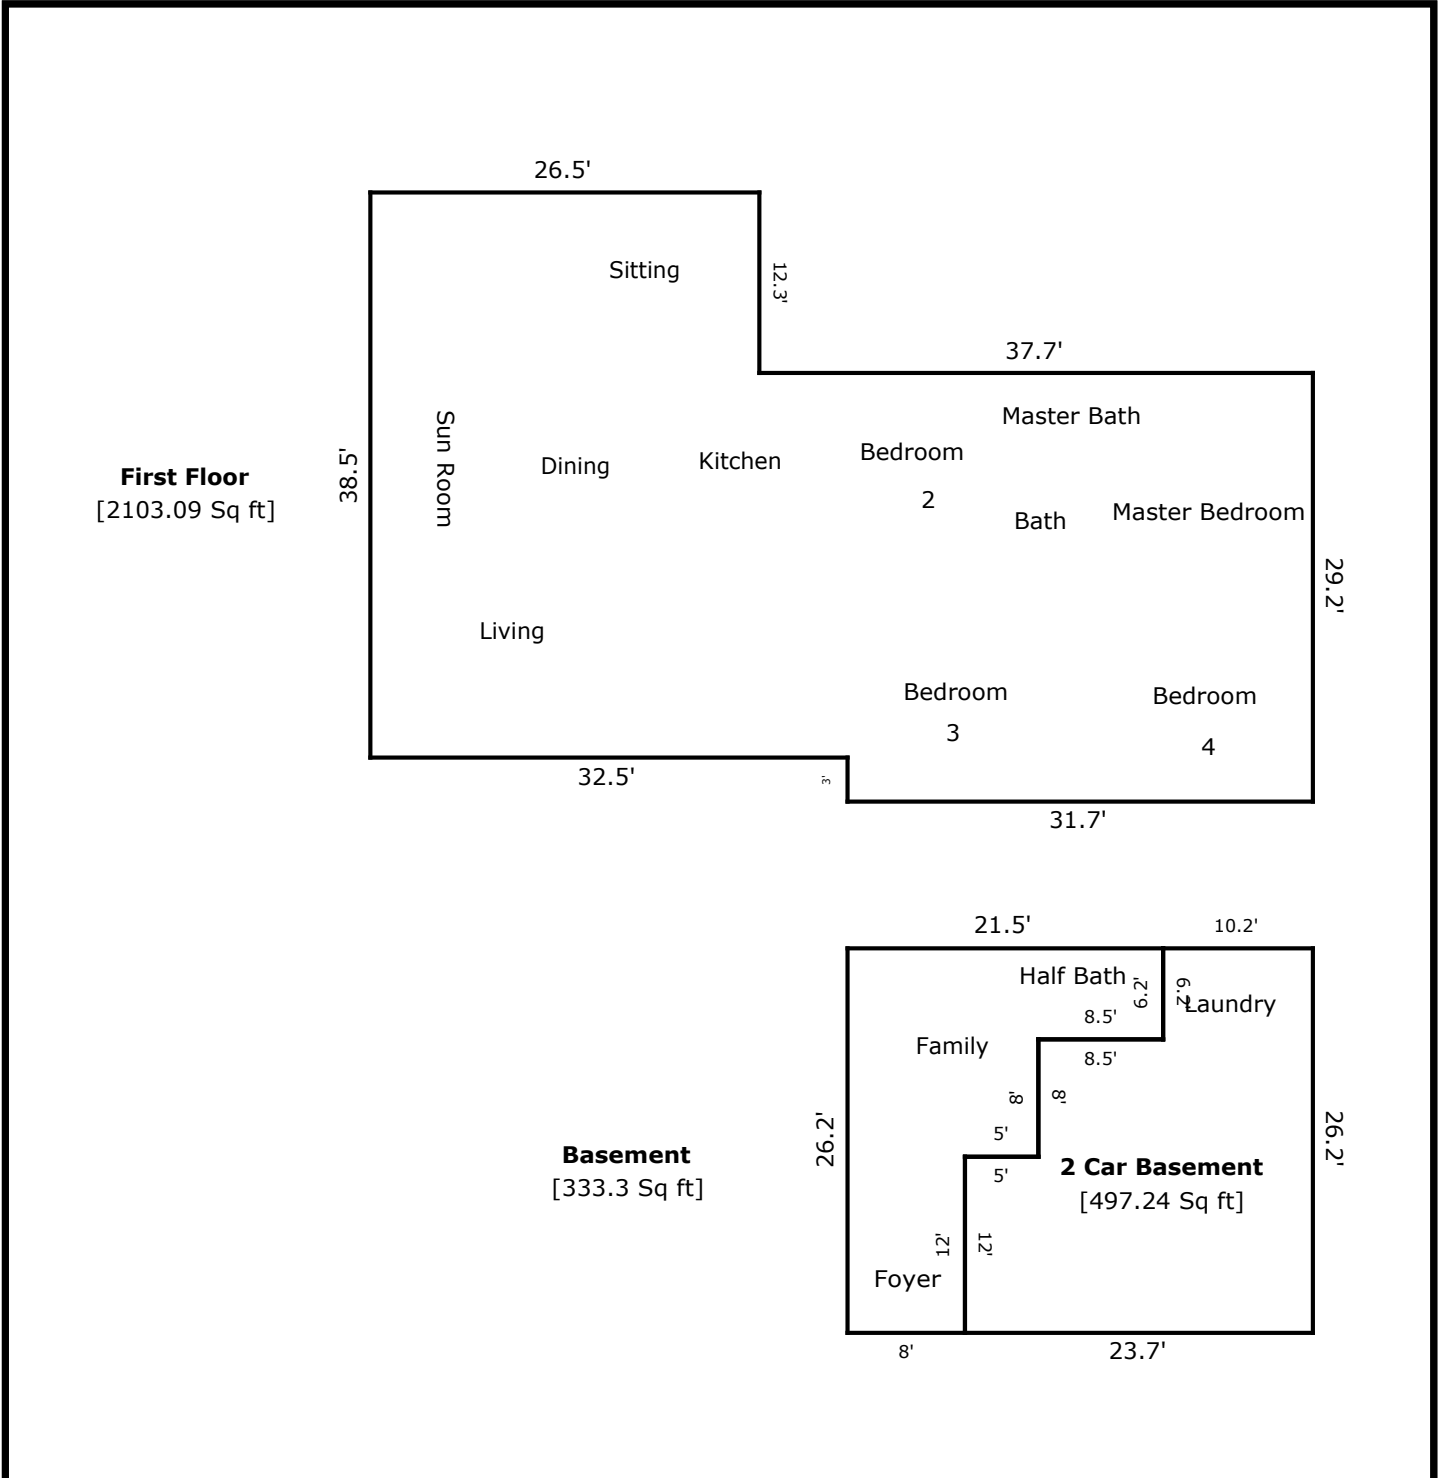 26.5'
Sitting
12.3'
37.7'
Master Bath
Sun Room
Dining
Kitchen
Bedroom
2
First Floor
[2103.09 Sq ft]
38.5'
Bath
Master Bedroom
29.2'
Living
Bedroom
3
Bedroom
4
32.5'
3'
31.7'
21.5'
10.2'
Half Bath
6.2'
6.2'
Laundry
8.5'
Family
8.5'
8'
8'
5'
26.2'
26.2'
Basement
[333.3 Sq ft]
5'
2 Car Basement
[497.24 Sq ft]
12'
12'
Foyer
8'
23.7'